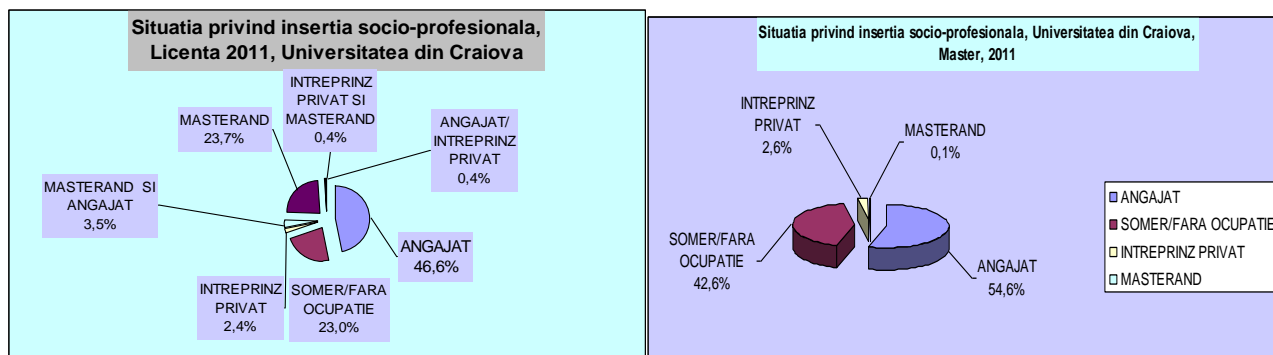 Situatia privind insertia socio-profesionala,
Licenta 2011, Universitatea din Craiova
INTREPRINZ
PRIVAT SI
MASTERAND
0,4%
ANGAJAT/
INTREPRINZ
PRIVAT
0,4%
MASTERAND
23,7%
MASTERAND SI
ANGAJAT
3,5%
ANGAJAT
46,6%
INTREPRINZ
PRIVAT
2,4%
SOMER/FARA
OCUPATIE
23,0%
Situatia privind insertia socio-profesionala, Universitatea din Craiova,
Master, 2011
INTREPRINZ
PRIVAT
2,6%
MASTERAND
0,1%
SOMER/FARA
OCUPATIE
42,6%
ANGAJAT
54,6%
ANGAJAT
SOMER/FARA OCUPATIE
INTREPRINZ PRIVAT
MASTERAND